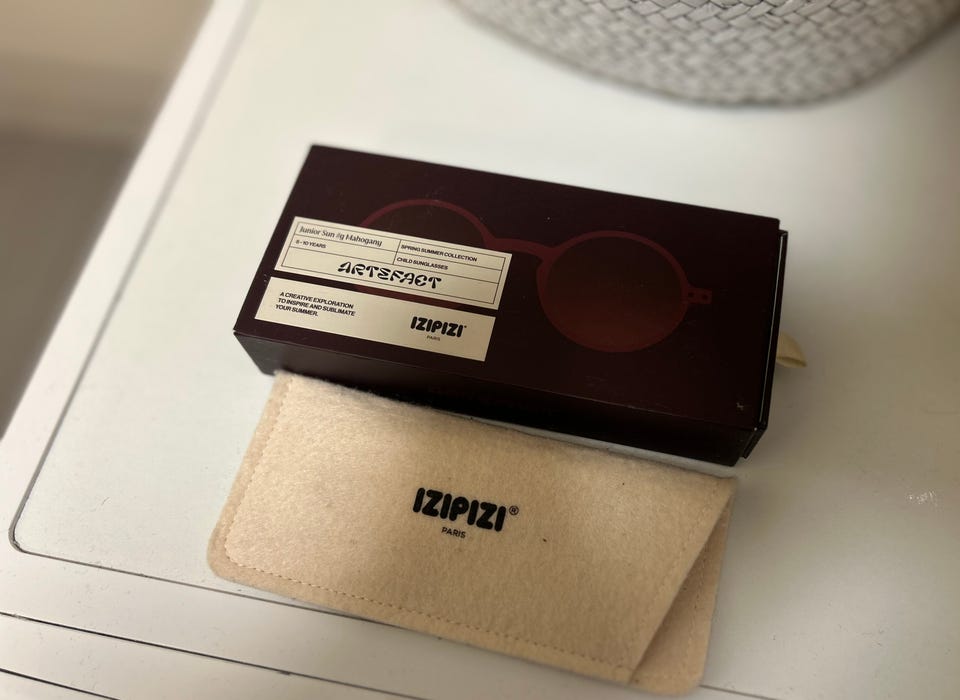 Junior Sun #g Mahogany
5 - 10 YEARS
SPRING SUMMER COLLECTION
CHILD SUNGLASSES
ARTEFACT
A CREATIVE EXPLORATION
TO INSPIRE AND SUBLIMATE
YOUR SUMMER.
IZIPIZI
PARIS
IZIPIZI®
PARIS